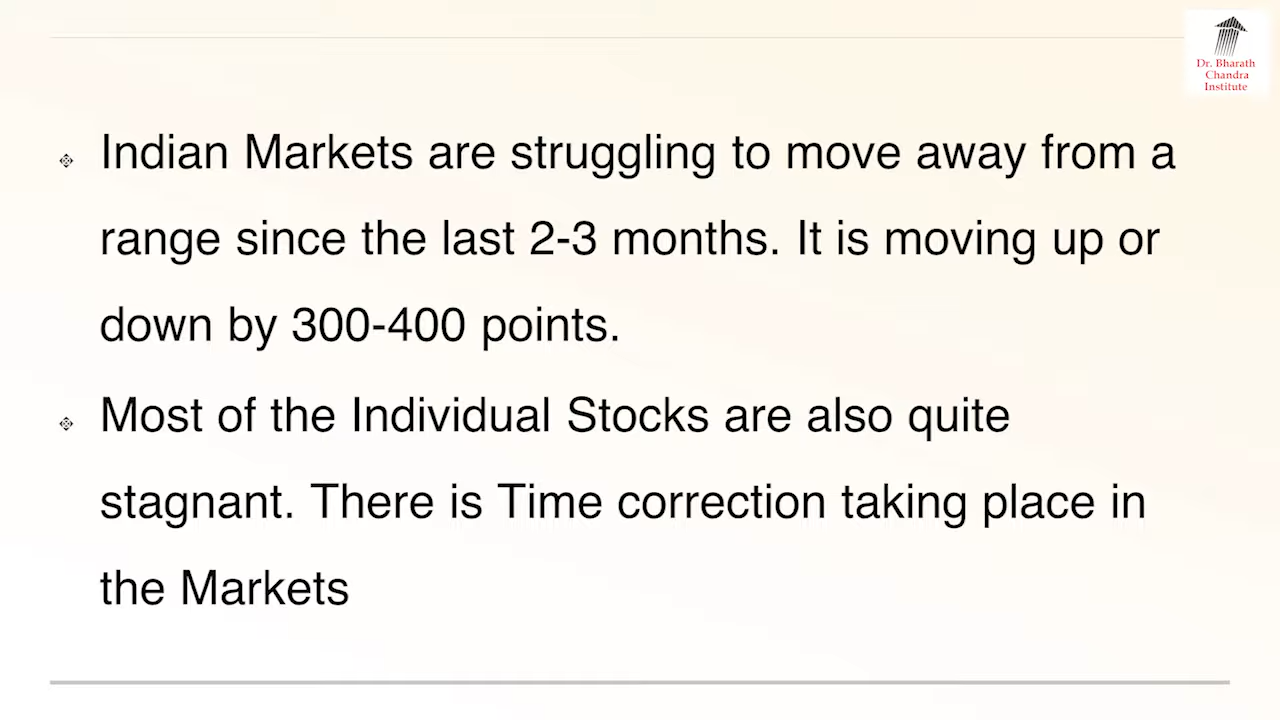 Dr. Bharath
Chandra
Institute
Indian Markets are struggling to move away from a
range since the last 2-3 months. It is moving up or
down by 300-400 points.
Most of the Individual Stocks are also quite
stagnant. There is Time correction taking place in
the Markets